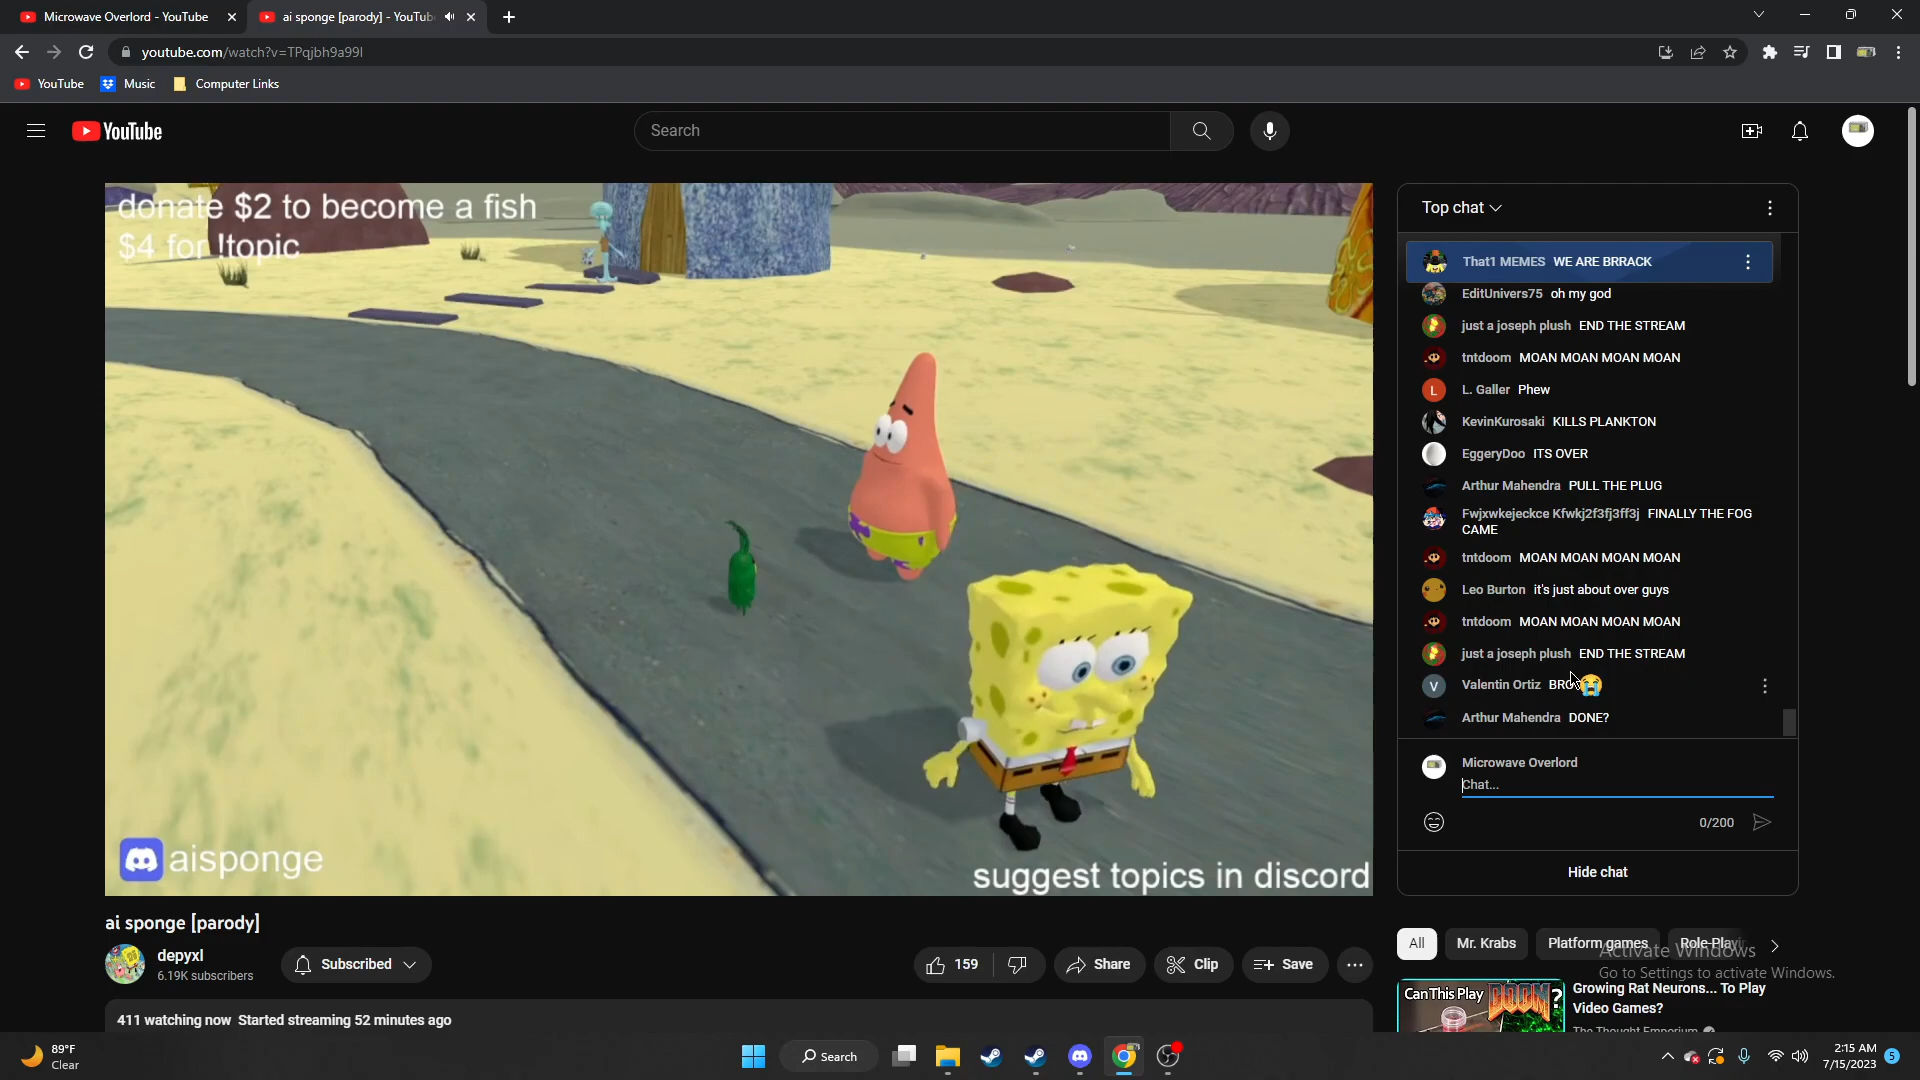 Microwave Overlord - YouTube
ai sponge [parody] - YouTub
youtube.com/watch?v=TPqjbh9a99I
YouTube
Music
Computer Links
YouTube
Search
donate $2 to become a fish
$4 for !topic
aisponge
suggest topics in discord
Top chat
That1 MEMES WE ARE BRRACK
EditUnivers75 oh my god
just a joseph plush END THE STREAM
tntdoom MOAN MOAN MOAN MOAN
L
L. Galler Phew
KevinKurosaki KILLS PLANKTON
EggeryDoo ITS OVER
Arthur Mahendra PULL THE PLUG
Fwjxwkejeckce Kfwkj2f3fj3ff3j FINALLY THE FOG
CAME
tntdoom MOAN MOAN MOAN MOAN
Leo Burton it's just about over guys
tntdoom MOAN MOAN MOAN MOAN
just a joseph plush END THE STREAM
V
Valentin Ortiz BRO😭
Arthur Mahendra DONE?
Microwave Overlord
Chat...
0/200
Hide chat
ai sponge [parody]
depyxl
6.19K subscribers
Subscribed
159
Share
Clip
Save
411 watching now Started streaming 52 minutes ago
All
Mr. Krabs
Platform games
Role-Playi
Activate Windows
Go to Settings to activate Windows.
Can This Play
DOOM?
Growing Rat Neurons... To Play
Video Games?
The Thought Emporium
89°F
Clear
Search
2:15 AM
7/15/2023
5